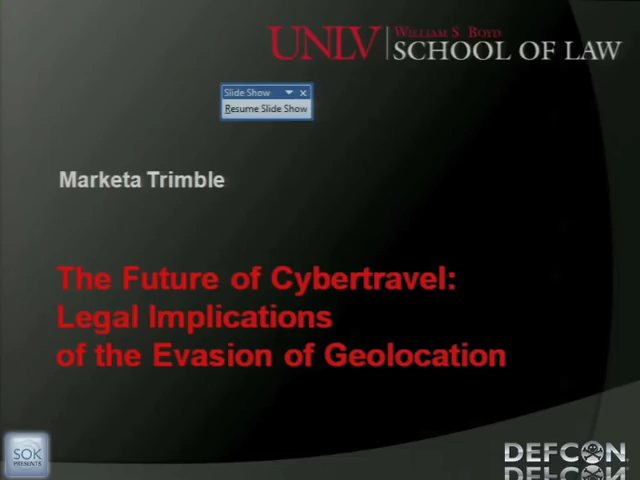 UNLV
WILLIAM S. BOYD
SCHOOL OF LAW
Slide Show
Resume Slide Show
Marketa Trimble
The Future of Cybertravel:
Legal Implications
of the Evasion of Geolocation
SOK
PRESENTS
DEFCON.